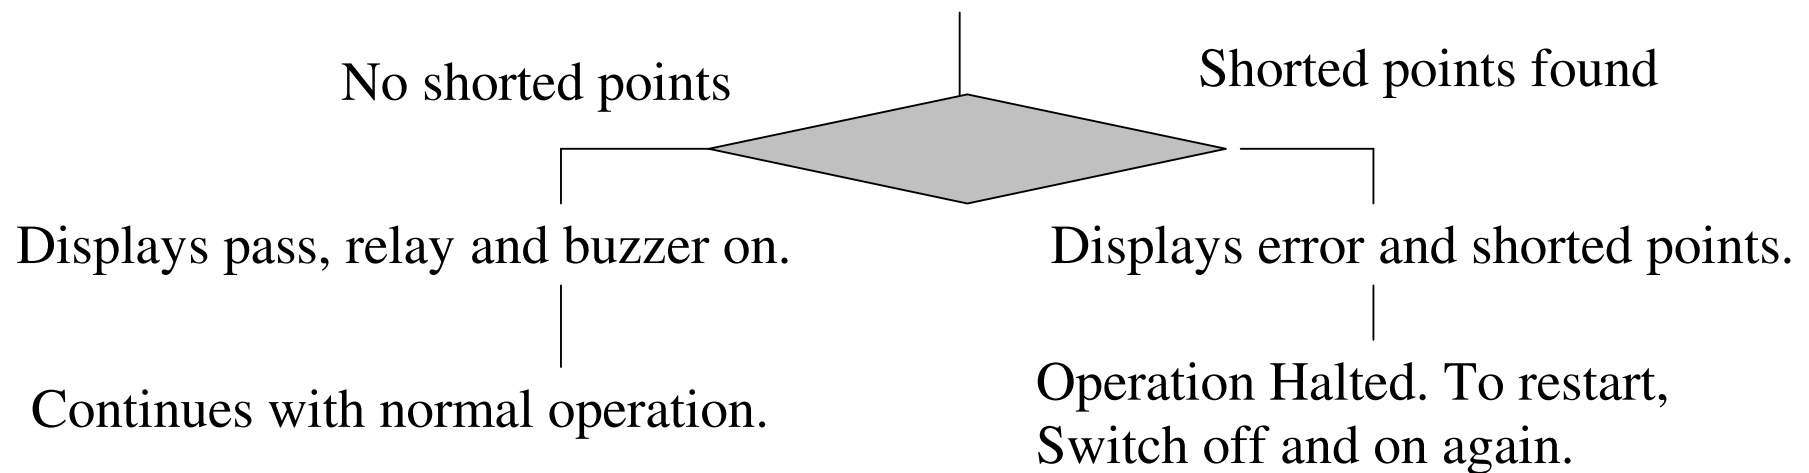 No shorted points
Shorted points found
Displays pass, relay and buzzer on.
Displays error and shorted points.
Continues with normal operation.
Operation Halted. To restart,
Switch off and on again.